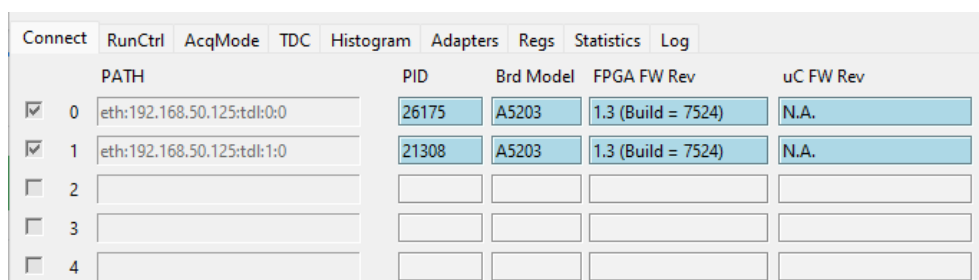 Connect RunCtrl AcqMode TDC Histogram Adapters Regs Statistics Log
PATH PID Brd Model FPGA FW Rev uC FW Rev
0 eth:192.168.50.125:tdl:0:0 26175 A5203 1.3 (Build = 7524) N.A.
1 eth:192.168.50.125:tdl:1:0 21308 A5203 1.3 (Build = 7524) N.A.
2
3
4